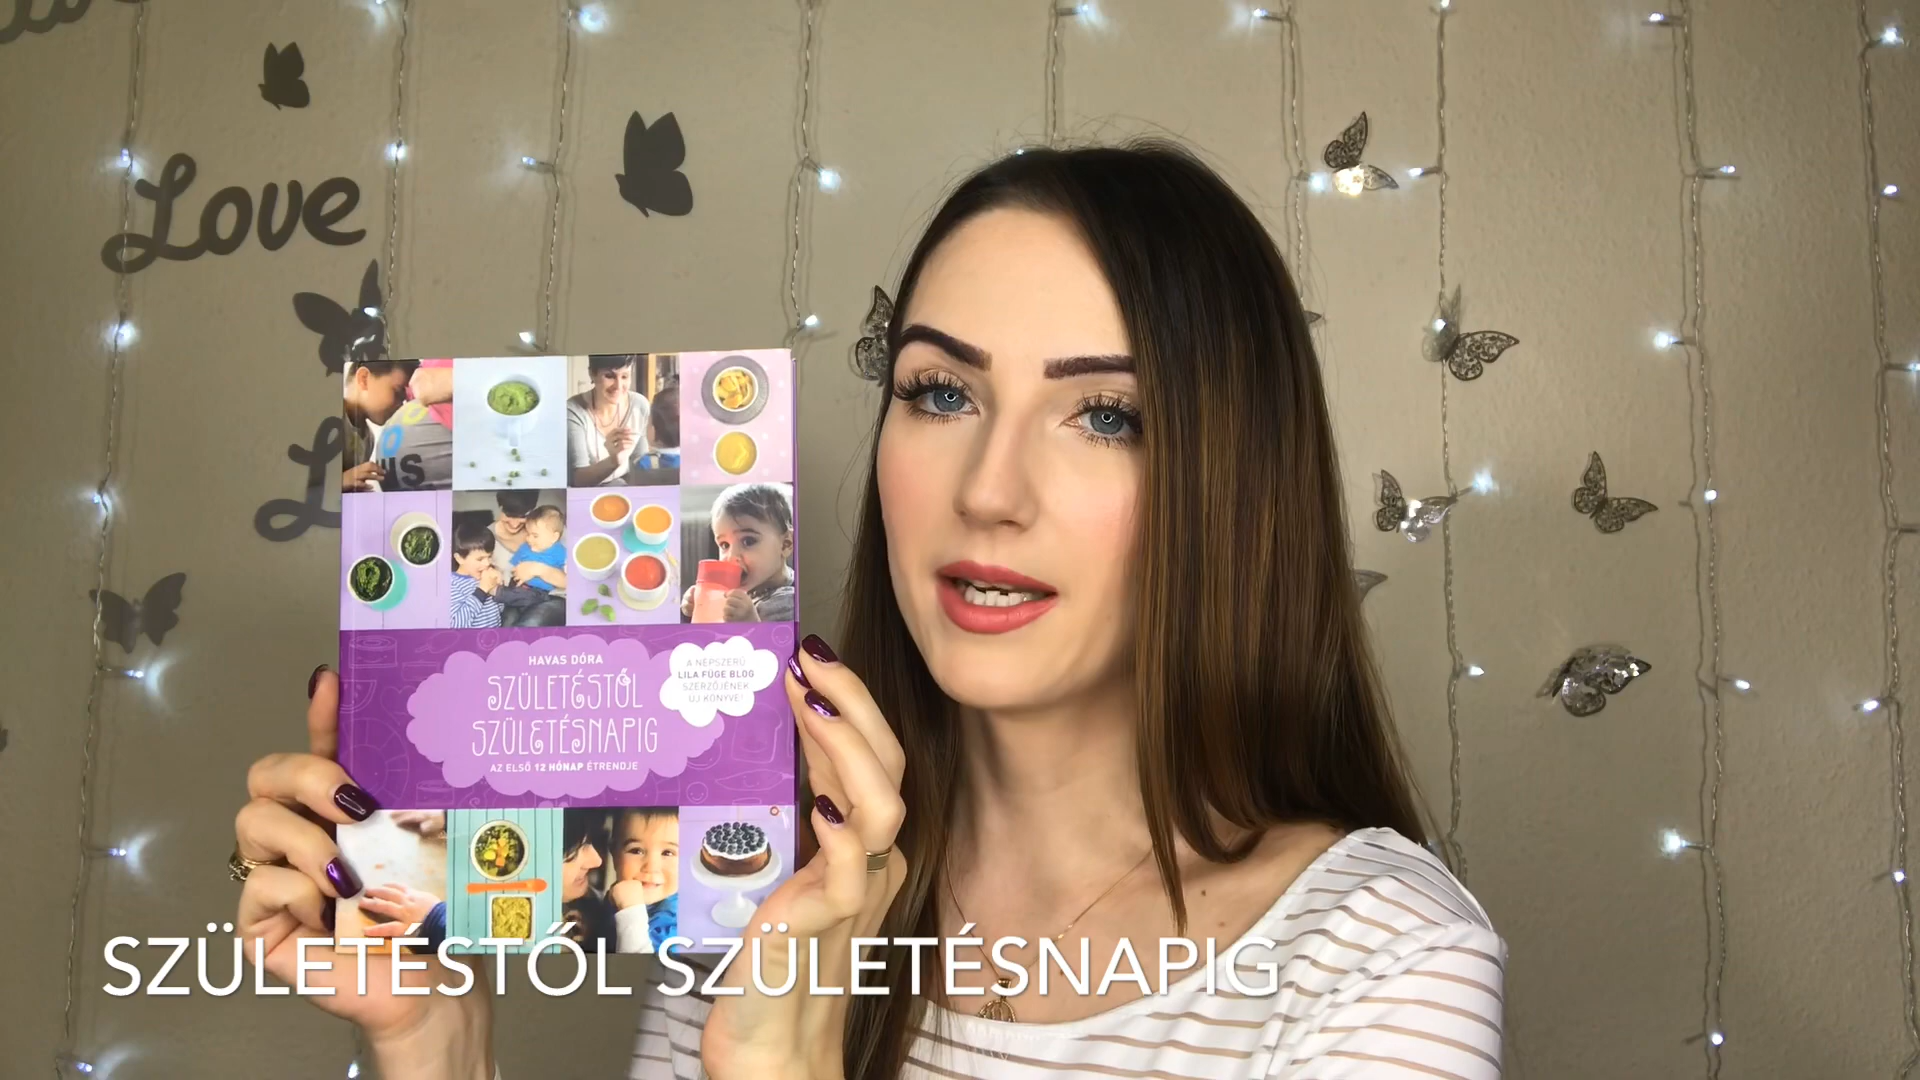 Love
HAVAS DÓRA
SZÜLETÉSTŐL
SZÜLETÉSNAPIG
AZ ELSŐ 12 HÓNAP ÉTRENDJE
A NÉPSZERŰ
LILA FÜGE BLOG
SZERZŐJÉNEK
ÚJ KÖNYVE!
SZÜLETÉSTŐL SZÜLETÉSNAPIG